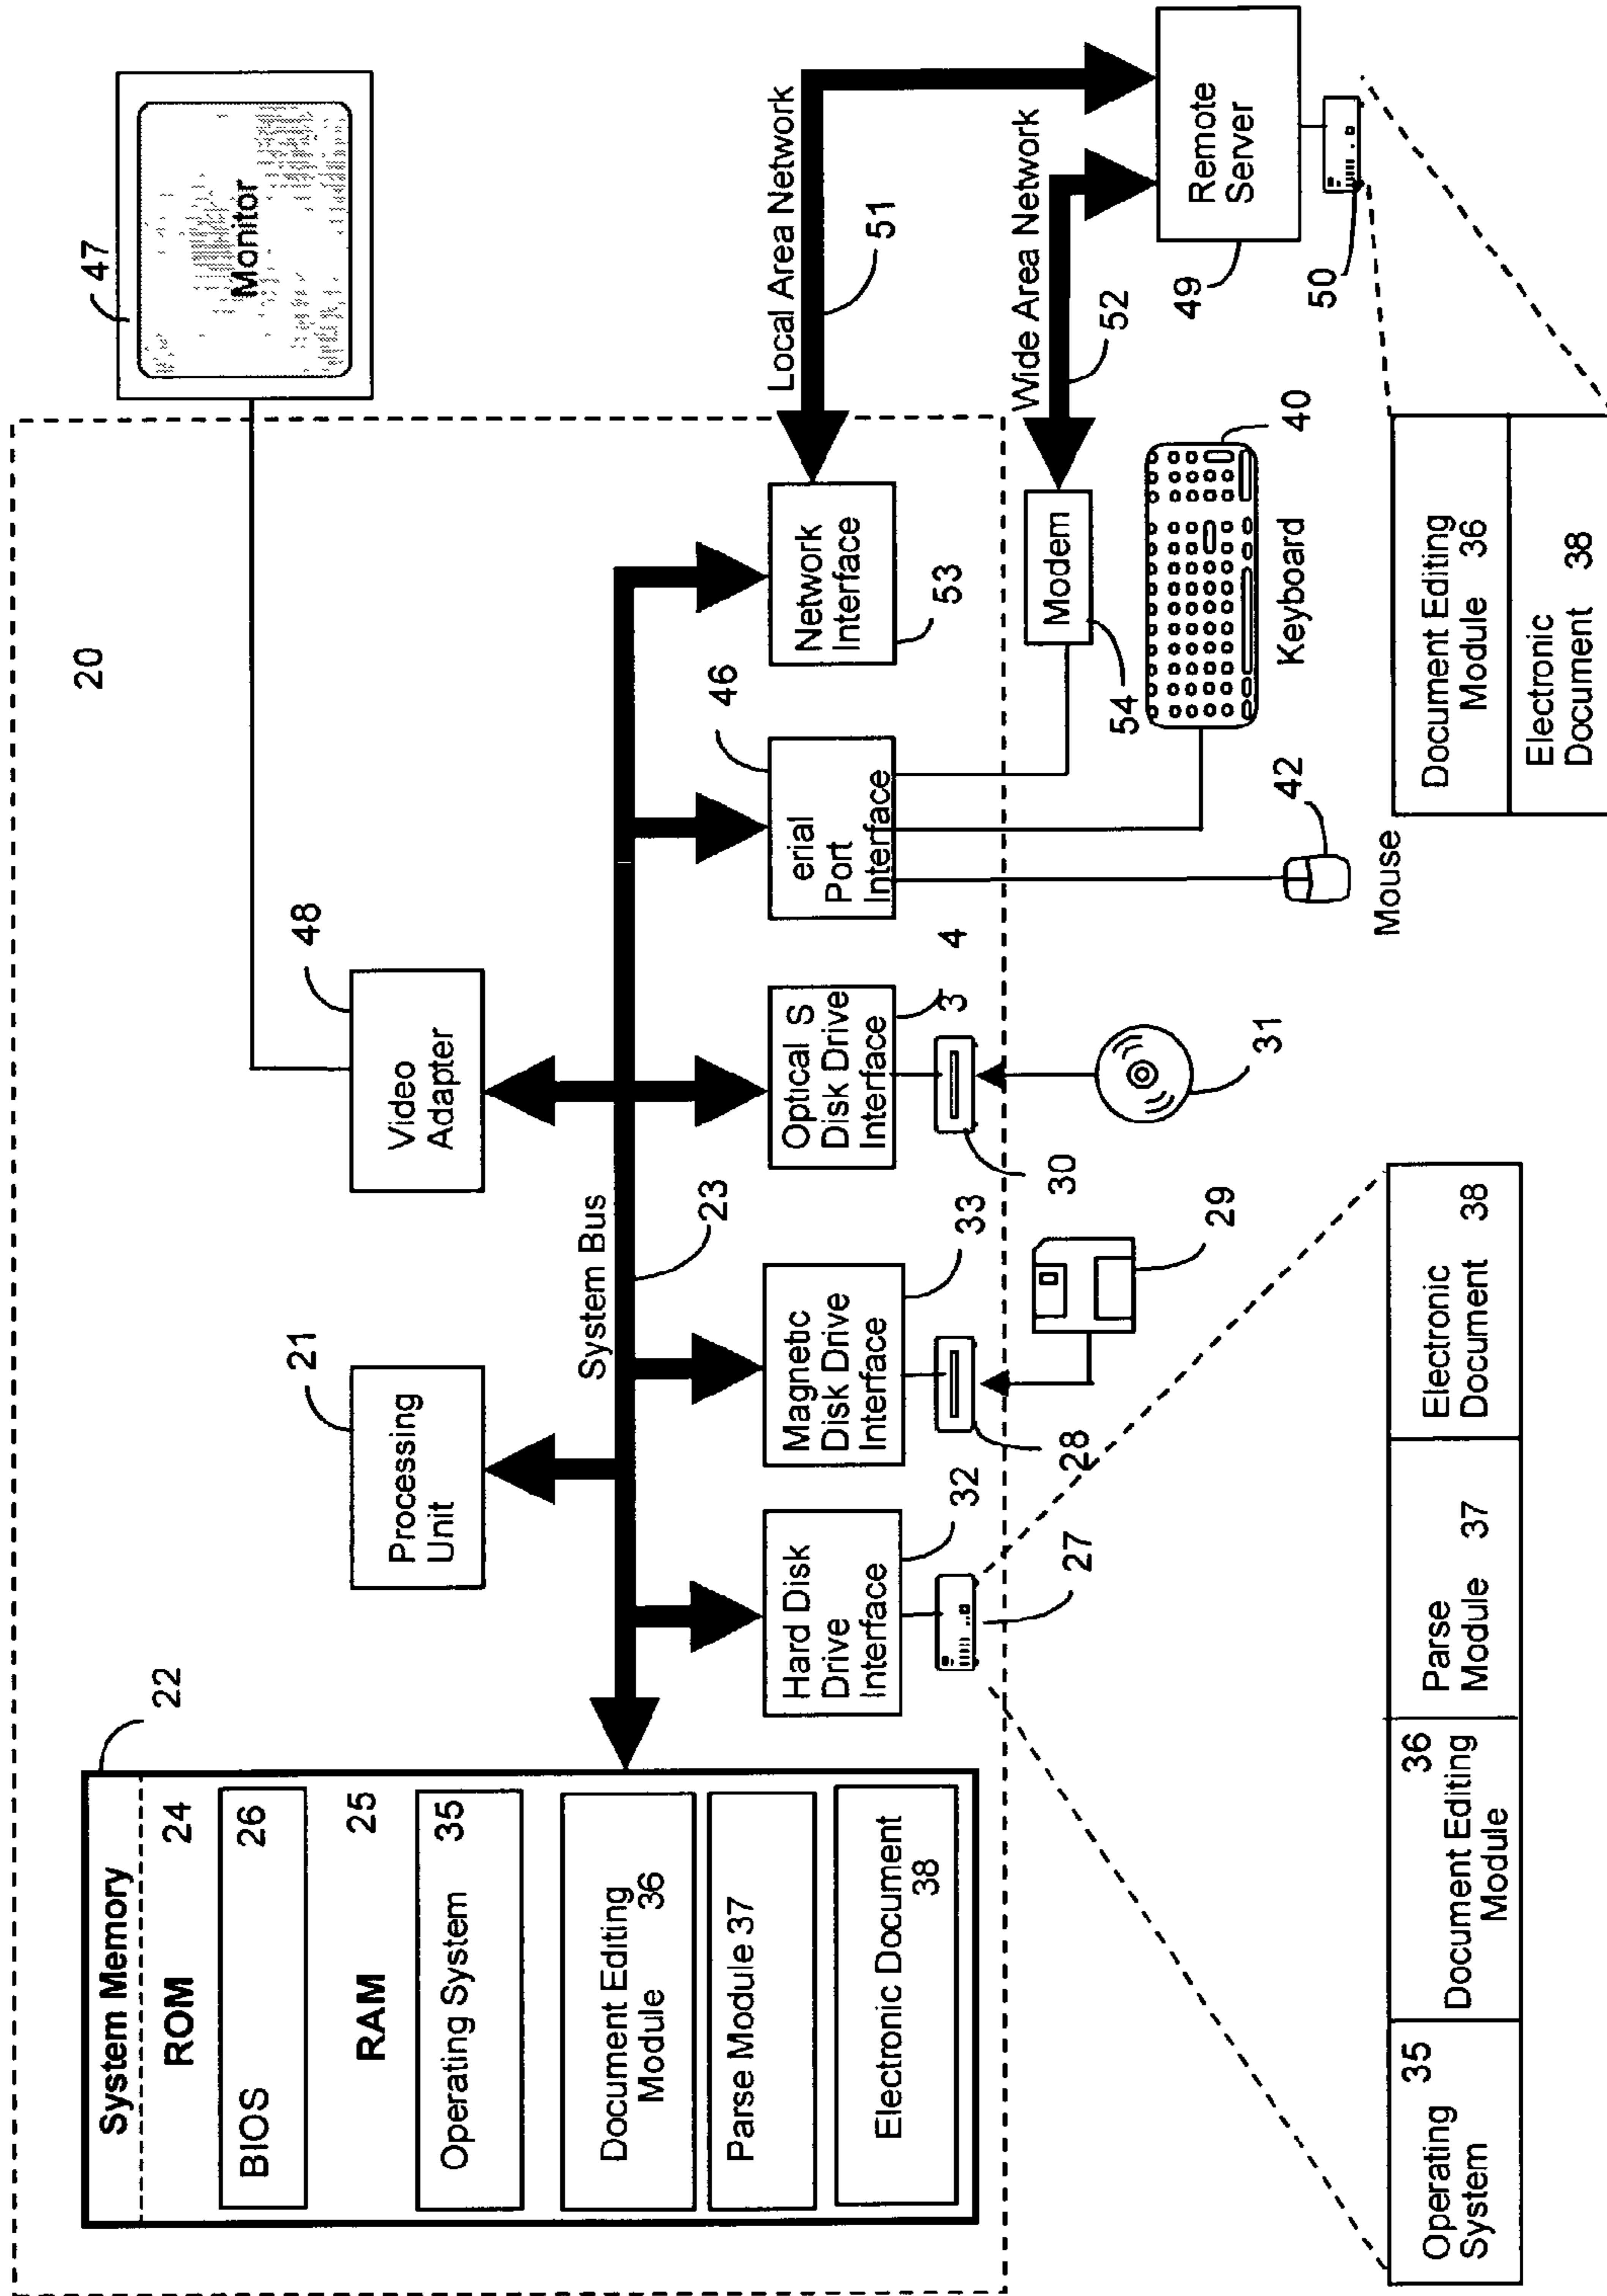 20
47
Monitor
System Memory
ROM 24
BIOS 26
RAM 25
Operating System 35
Document Editing
Module 36
Parse Module 37
Electronic Document
38
22
21
Processing
Unit
48
Video
Adapter
System Bus
23
Hard Disk
Drive
Interface
32
27
Magnetic
Disk Drive
Interface
33
28
29
Optical S
Disk Drive
Interface
3 4
30
31
erial
Port
Interface
46
Network
Interface
53
Local Area Network
51
Wide Area Network
52
Modem
54
40
Keyboard
42
Mouse
Remote
Server
49
50
Operating
System
35
36
Document Editing
Module
Parse
Module 37
Electronic
Document 38
Document Editing
Module 36
Electronic
Document 38